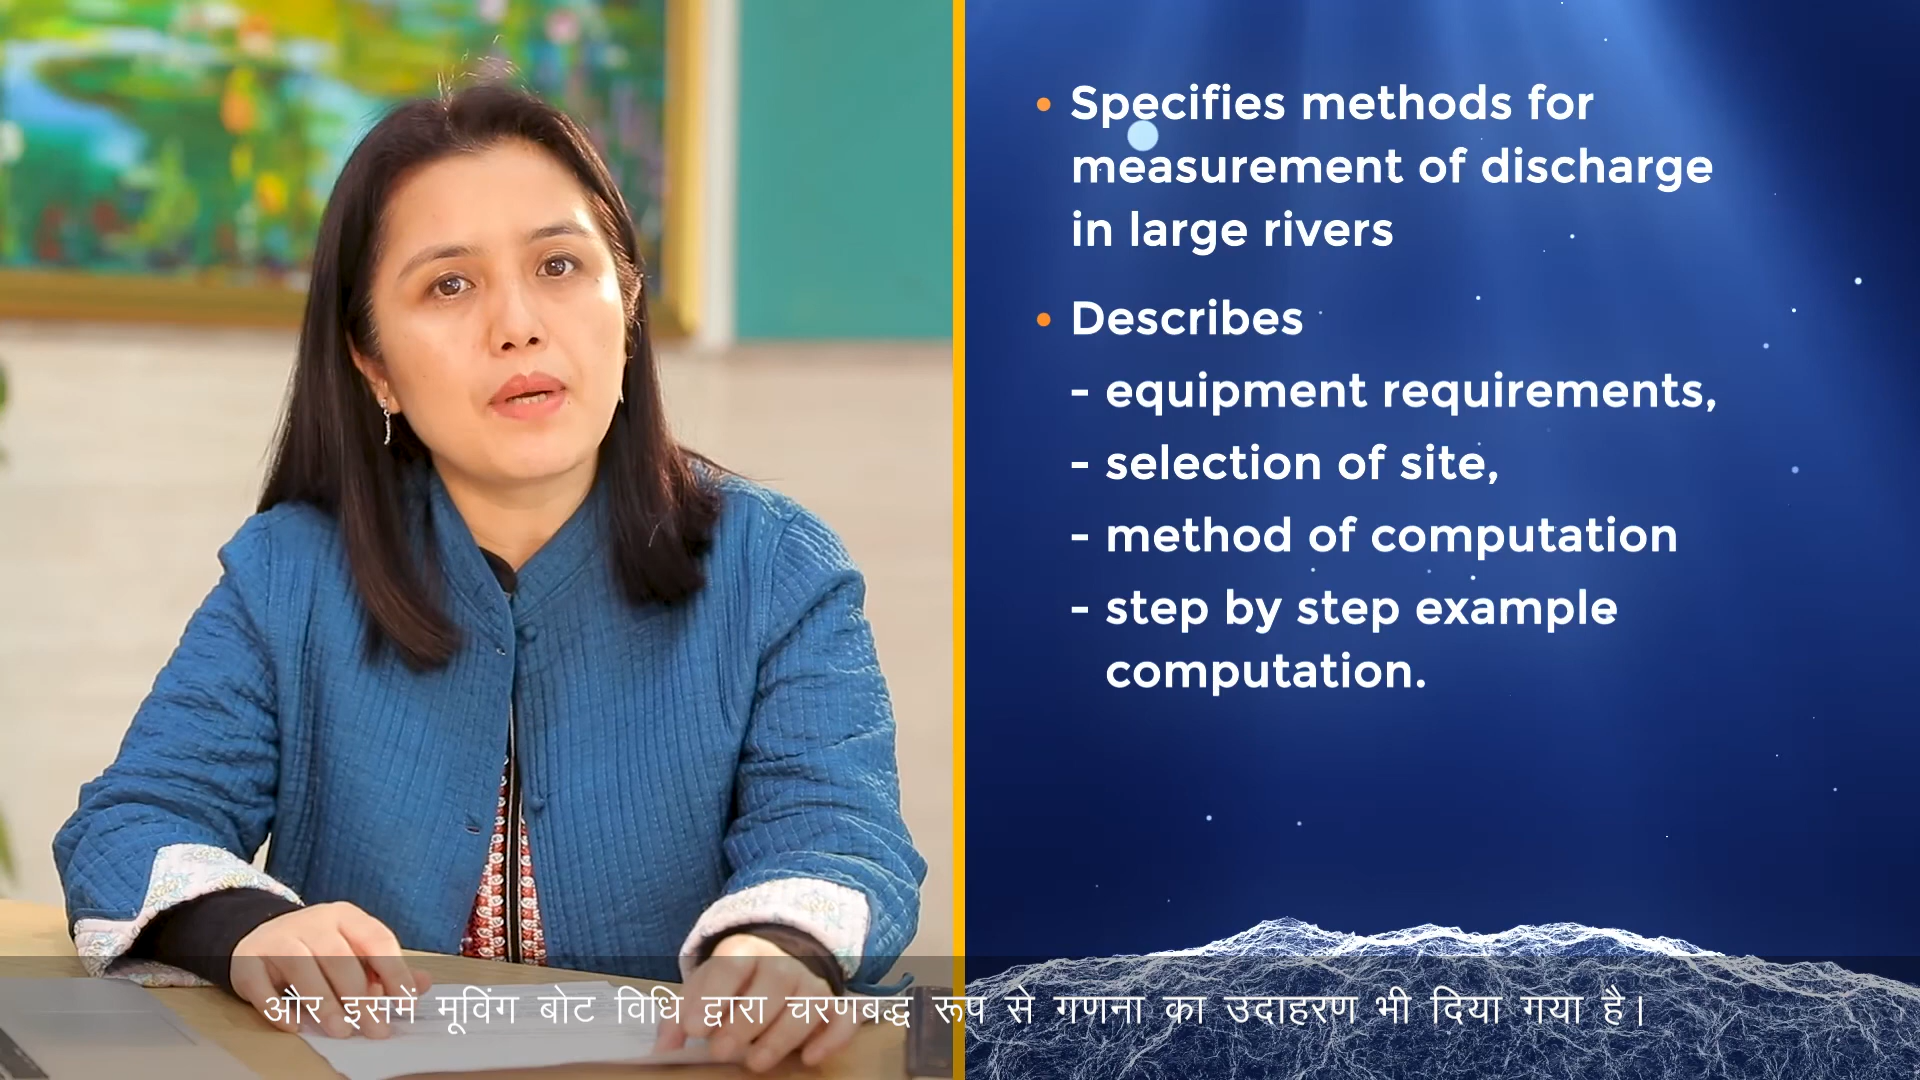 • Specifies methods for
measurement of discharge
in large rivers
• Describes
- equipment requirements,
- selection of site,
- method of computation
- step by step example
computation.
और इसमें मूविंग बोट विधि द्वारा चरणबद्ध रूप से गणना का उदाहरण भी दिया गया है।